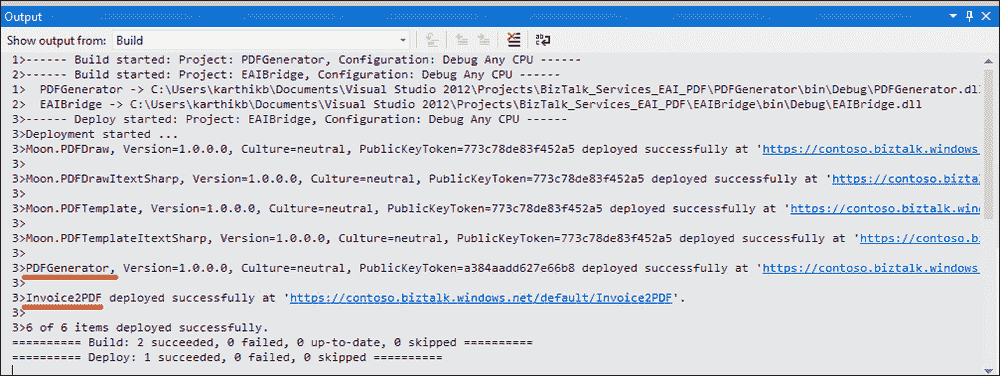 Output
Show output from: Build
1>------ Build started: Project: PDFGenerator, Configuration: Debug Any CPU ------
2>------ Build started: Project: EAIBridge, Configuration: Debug Any CPU ------
1>  PDFGenerator -> C:\Users\karthikb\Documents\Visual Studio 2012\Projects\BizTalk_Services_EAI_PDF\PDFGenerator\bin\Debug\PDFGenerator.dll
2>  EAIBridge -> C:\Users\karthikb\Documents\Visual Studio 2012\Projects\BizTalk_Services_EAI_PDF\EAIBridge\bin\Debug\EAIBridge.dll
3>------ Deploy started: Project: EAIBridge, Configuration: Debug Any CPU ------
3>Deployment started ...
3>Moon.PDFDraw, Version=1.0.0.0, Culture=neutral, PublicKeyToken=773c78de83f452a5 deployed successfully at 'https://contoso.biztalk.windows.
3>
3>Moon.PDFDrawItextSharp, Version=1.0.0.0, Culture=neutral, PublicKeyToken=773c78de83f452a5 deployed successfully at 'https://contoso.bizta
3>
3>Moon.PDFTemplate, Version=1.0.0.0, Culture=neutral, PublicKeyToken=773c78de83f452a5 deployed successfully at 'https://contoso.biztalk.win
3>
3>Moon.PDFTemplateItextSharp, Version=1.0.0.0, Culture=neutral, PublicKeyToken=773c78de83f452a5 deployed successfully at 'https://contoso.b
3>
3>PDFGenerator, Version=1.0.0.0, Culture=neutral, PublicKeyToken=a384aadd627e66b8 deployed successfully at 'https://contoso.biztalk.windows
3>
3>Invoice2PDF deployed successfully at 'https://contoso.biztalk.windows.net/default/Invoice2PDF'.
3>
3>6 of 6 items deployed successfully.
========== Build: 2 succeeded, 0 failed, 0 up-to-date, 0 skipped ==========
========== Deploy: 1 succeeded, 0 failed, 0 skipped ==========